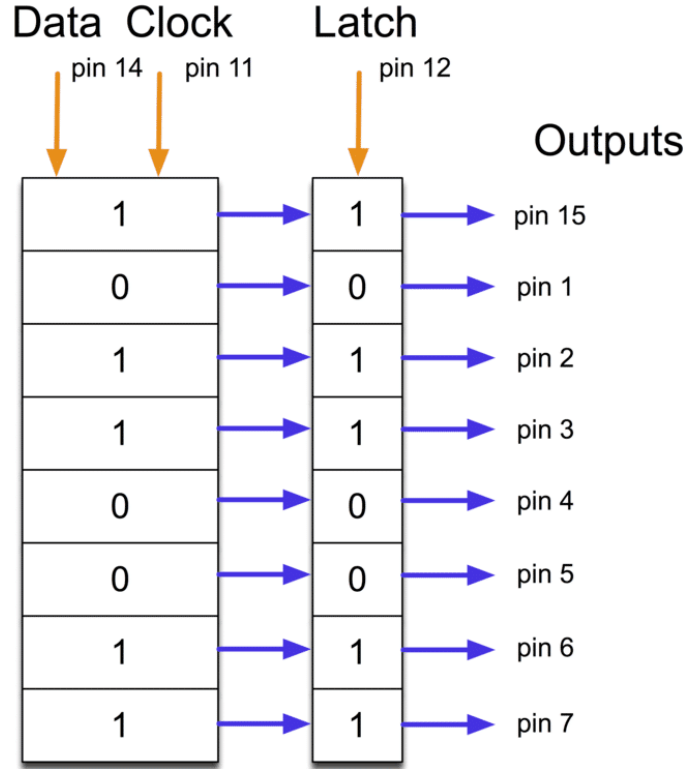 Data Clock Latch
pin 14 pin 11 pin 12
Outputs
1 1 pin 15
0 0 pin 1
1 1 pin 2
1 1 pin 3
0 0 pin 4
0 0 pin 5
1 1 pin 6
1 1 pin 7